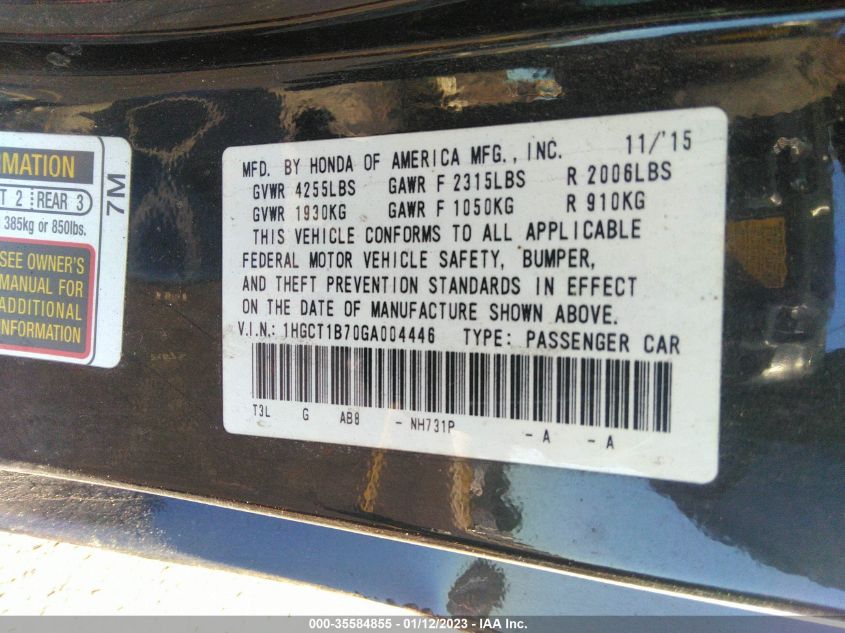 RMATION
T 2 REAR 3
385kg or 850lbs.
SEE OWNER'S
MANUAL FOR
ADDITIONAL
INFORMATION
7M
MFD. BY HONDA OF AMERICA MFG., INC. 11/'15
GVWR 4255LBS GAWR F 2315LBS R 2006LBS
GVWR 1930KG GAWR F 1050KG R 910KG
THIS VEHICLE CONFORMS TO ALL APPLICABLE
FEDERAL MOTOR VEHICLE SAFETY, BUMPER,
AND THEFT PREVENTION STANDARDS IN EFFECT
ON THE DATE OF MANUFACTURE SHOWN ABOVE.
V.I.N.: 1HGCT1B70GA004446 TYPE: PASSENGER CAR
T3L G AB8 - NH731P - A - A
000-35584855 - 01/12/2023 - IAA Inc.